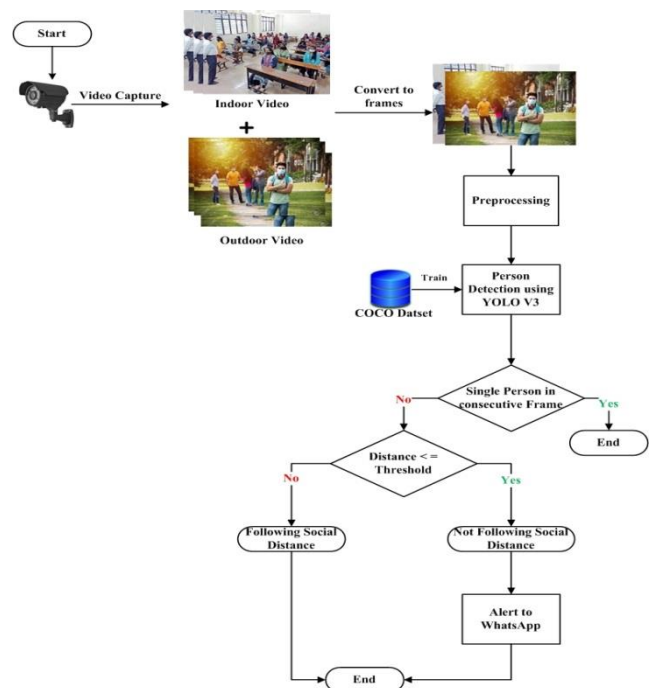 Start
Video Capture
Indoor Video
+
Outdoor Video
Convert to
frames
Preprocessing
Train
COCO Datset
Person
Detection using
YOLO V3
Single Person in
consecutive Frame
No
Yes
End
Distance < =
Threshold
No
Yes
Following Social
Distance
Not Following Social
Distance
Alert to
WhatsApp
End